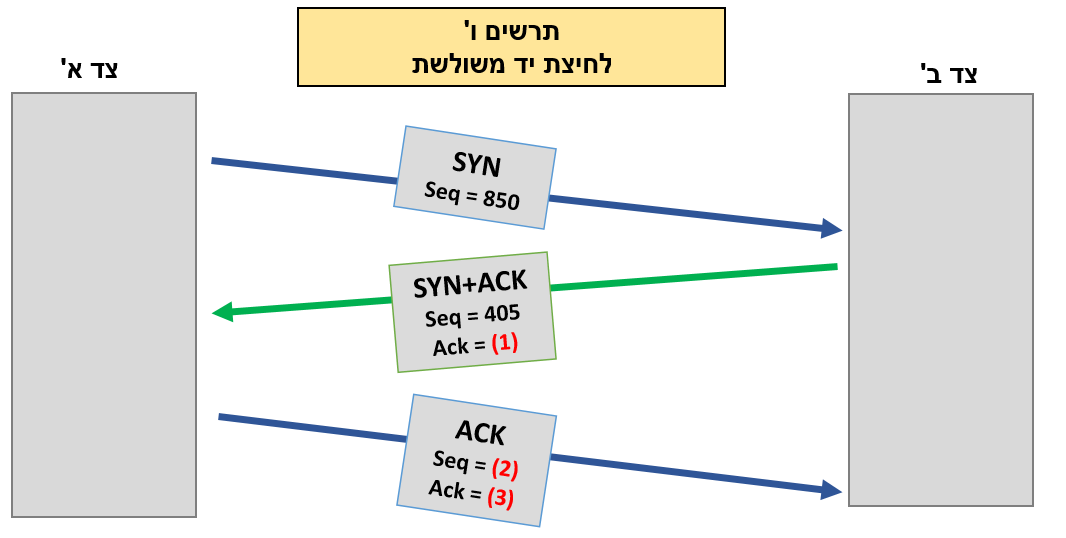 תרשים ו'
לחיצת יד משולשת
צד א'
צד ב'
SYN
Seq = 850
SYN+ACK
Seq = 405
Ack = (1)
ACK
Seq = (2)
Ack = (3)